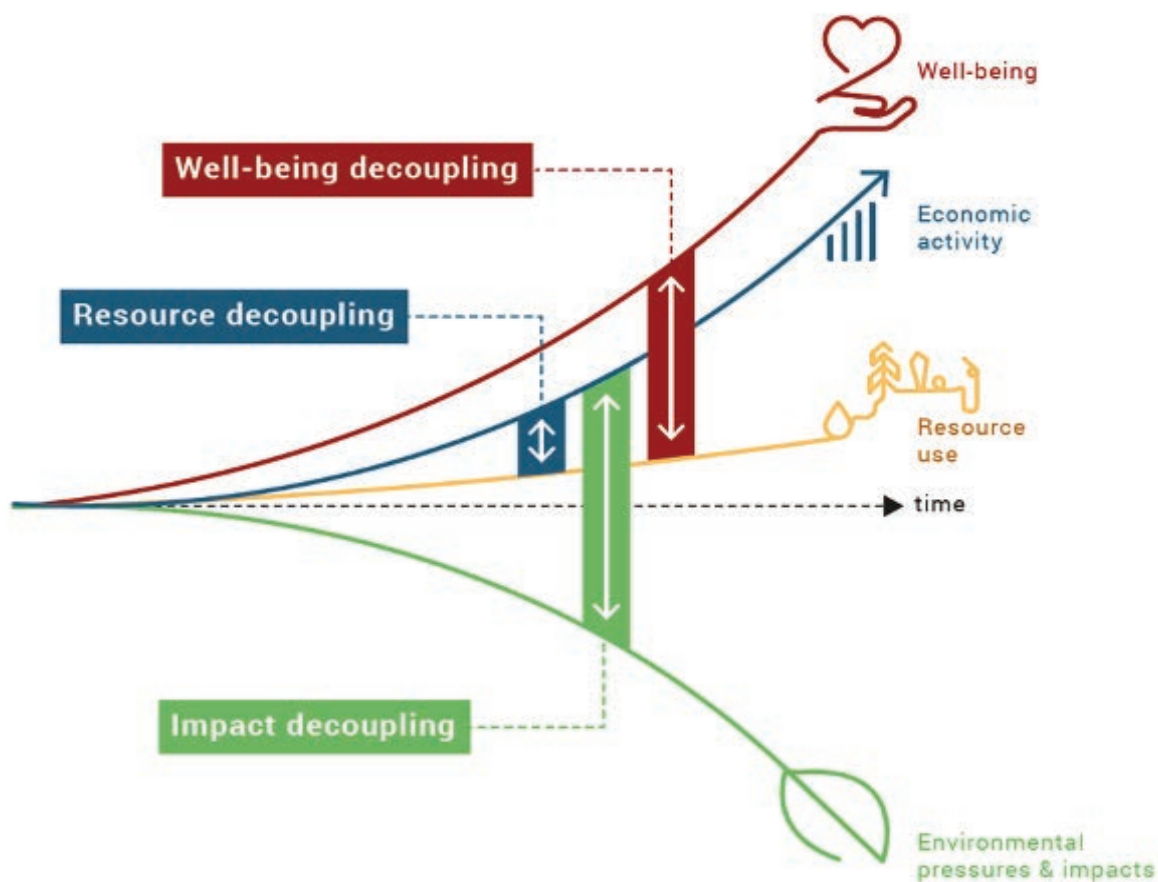 Well-being
Well-being decoupling
Economic
activity
Resource decoupling
Resource
use
time
Impact decoupling
Environmental
pressures & impacts